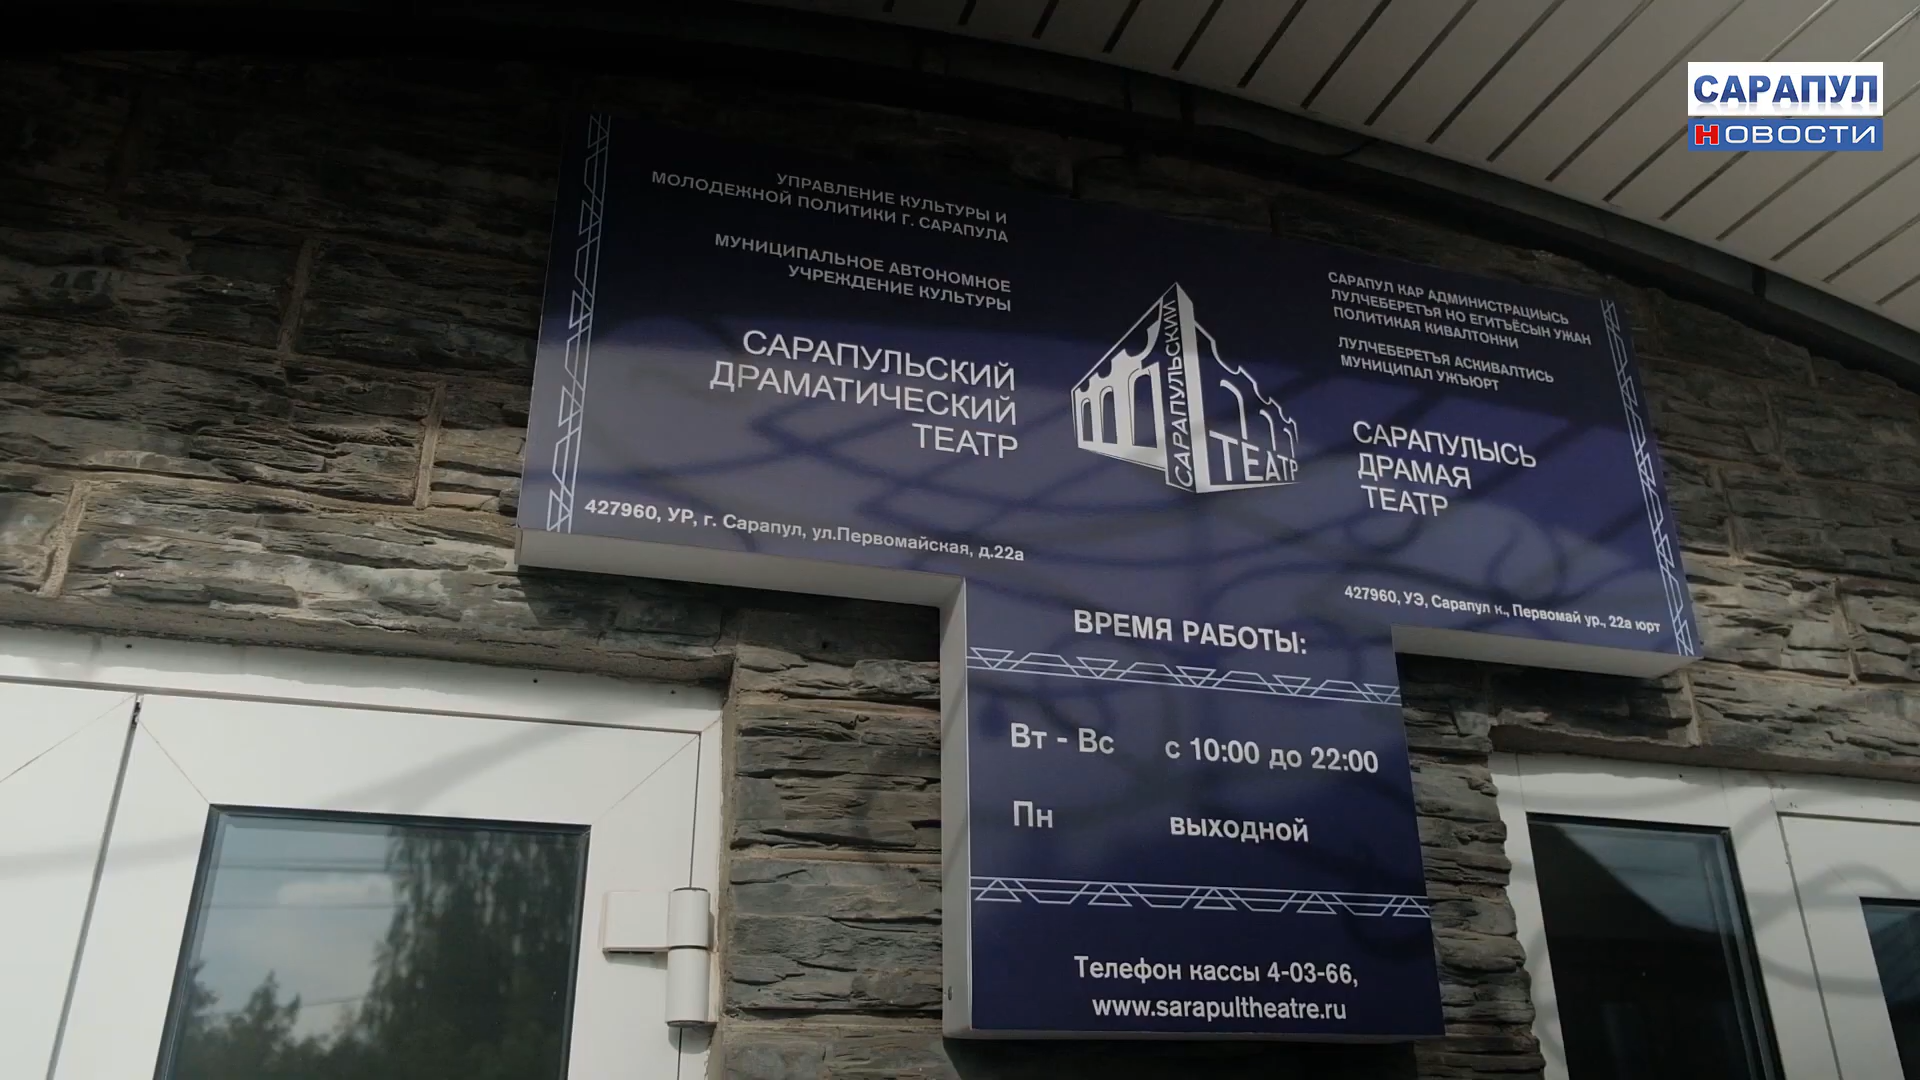 САРАПУЛ
НОВОСТИ
УПРАВЛЕНИЕ КУЛЬТУРЫ И
МОЛОДЕЖНОЙ ПОЛИТИКИ Г. САРАПУЛА
МУНИЦИПАЛЬНОЕ АВТОНОМНОЕ
УЧРЕЖДЕНИЕ КУЛЬТУРЫ
САРАПУЛЬСКИЙ
ДРАМАТИЧЕСКИЙ
ТЕАТР
427960, УР, г. Сарапул, ул.Первомайская, д.22а
САРАПУЛЬСКИЙ
ТЕАТР
САРАПУЛ КАР АДМИНИСТРАЦИЫСЬ
ЛУЛЧЕБЕРЕТЪЯ НО ЕГИТЪЁСЫН УЖАН
ПОЛИТИКАЯ КИВАЛТОННИ
ЛУЛЧЕБЕРЕТЪЯ АСКИВАЛТИСЬ
МУНИЦИПАЛ УЖЪЮРТ
САРАПУЛЫСЬ
ДРАМАЯ
ТЕАТР
427960, УЭ, Сарапул к., Первомай ур., 22а юрт
ВРЕМЯ РАБОТЫ:
Вт - Вс с 10:00 до 22:00
Пн выходной
Телефон кассы 4-03-66,
www.sarapultheatre.ru